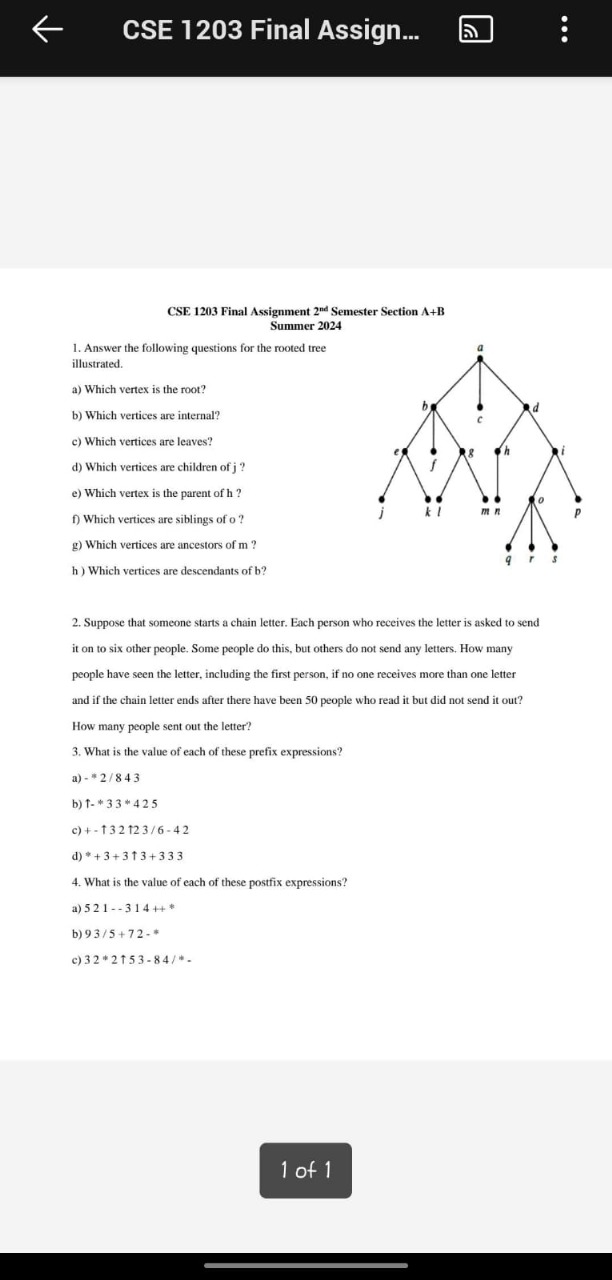 CSE 1203 Final Assign...
CSE 1203 Final Assignment 2nd Semester Section A+B
Summer 2024
1. Answer the following questions for the rooted tree
illustrated.
a) Which vertex is the root?
b) Which vertices are internal?
c) Which vertices are leaves?
d) Which vertices are children of j ?
e) Which vertex is the parent of h ?
f) Which vertices are siblings of o ?
g) Which vertices are ancestors of m ?
h ) Which vertices are descendants of b?
a
b
d
c
e
f
g
h
i
j
k l
m n
o
p
q
r
s
2. Suppose that someone starts a chain letter. Each person who receives the letter is asked to send
it on to six other people. Some people do this, but others do not send any letters. How many
people have seen the letter, including the first person, if no one receives more than one letter
and if the chain letter ends after there have been 50 people who read it but did not send it out?
How many people sent out the letter?
3. What is the value of each of these prefix expressions?
a) - * 2 / 8 4 3
b) ↑- * 3 3 * 4 2 5
c) + - ↑ 3 2 ↑2 3 / 6 - 4 2
d) * + 3 + 3 ↑ 3 + 3 3 3
4. What is the value of each of these postfix expressions?
a) 5 2 1 - - 3 1 4 ++ *
b) 9 3 / 5 + 7 2 - *
c) 3 2 * 2 ↑ 5 3 - 8 4 / * -
1 of 1